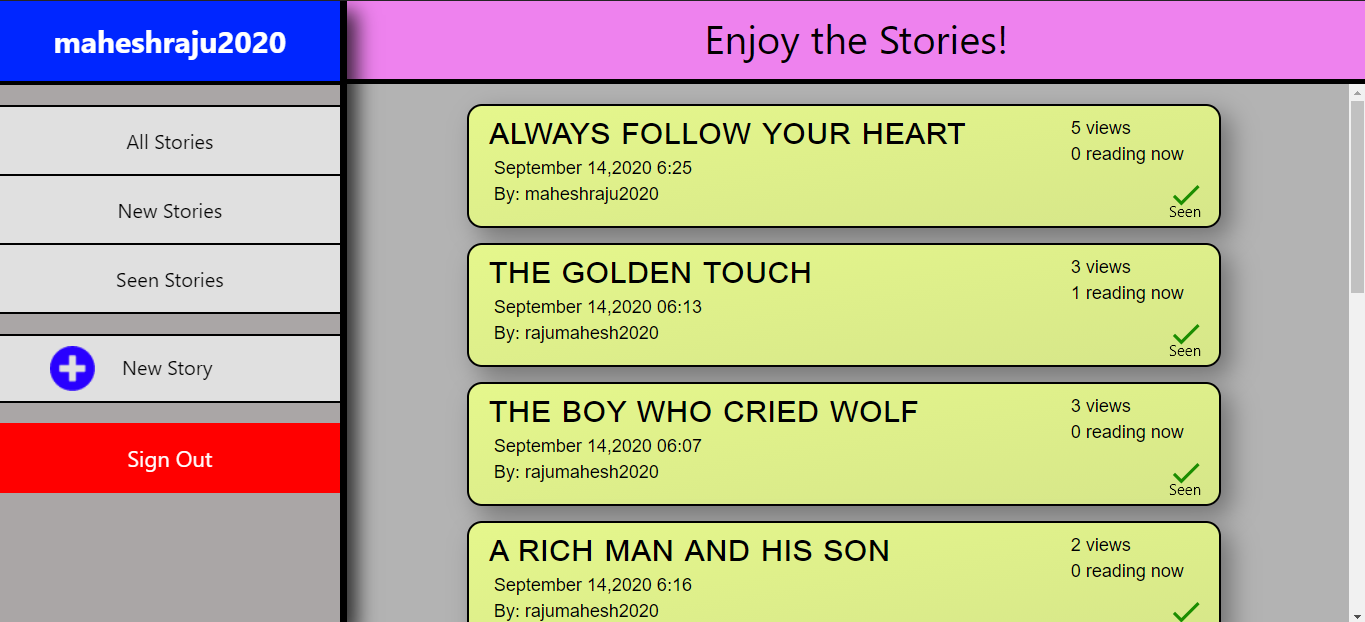 maheshraju2020
All Stories
New Stories
Seen Stories
New Story
Sign Out
Enjoy the Stories!
ALWAYS FOLLOW YOUR HEART
September 14,2020 6:25
By: maheshraju2020
5 views
0 reading now
Seen
THE GOLDEN TOUCH
September 14,2020 06:13
By: rajumahesh2020
3 views
1 reading now
Seen
THE BOY WHO CRIED WOLF
September 14,2020 06:07
By: rajumahesh2020
3 views
0 reading now
Seen
A RICH MAN AND HIS SON
September 14,2020 6:16
By: rajumahesh2020
2 views
0 reading now